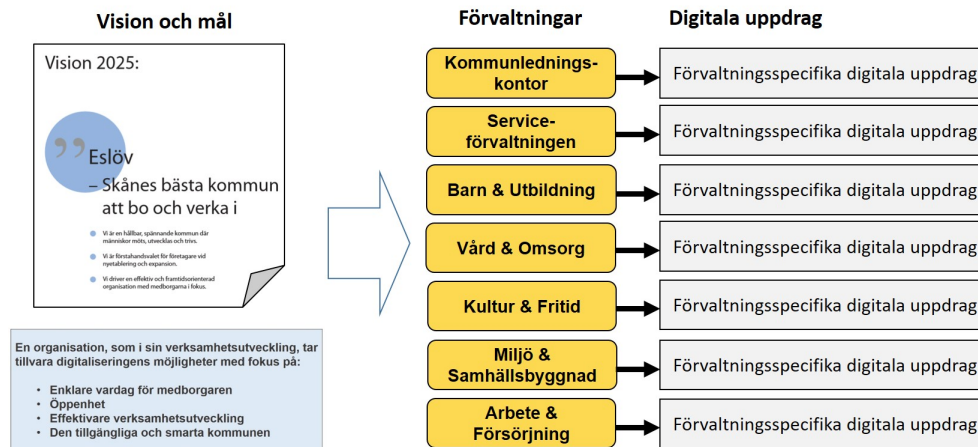 Vision och mål
Vision 2025:
”
Eslöv
– Skånes bästa kommun
att bo och verka i
Vi är en hållbar, spännande kommun där
människor möts, utvecklas och trivs.
Vi är förstahandsvalet för företagare vid
nyetablering och expansion.
Vi driver en effektiv och framtidsorienterad
organisation med medborgarna i fokus.
En organisation, som i sin verksamhetsutveckling, tar
tillvara digitaliseringens möjligheter med fokus på:
• Enklare vardag för medborgaren
• Öppenhet
• Effektivare verksamhetsutveckling
• Den tillgängliga och smarta kommunen
Förvaltningar
Digitala uppdrag
Kommunlednings-
kontor
Förvaltningsspecifika digitala uppdrag
Service-
förvaltningen
Förvaltningsspecifika digitala uppdrag
Barn & Utbildning
Förvaltningsspecifika digitala uppdrag
Vård & Omsorg
Förvaltningsspecifika digitala uppdrag
Kultur & Fritid
Förvaltningsspecifika digitala uppdrag
Miljö &
Samhällsbyggnad
Förvaltningsspecifika digitala uppdrag
Arbete &
Försörjning
Förvaltningsspecifika digitala uppdrag